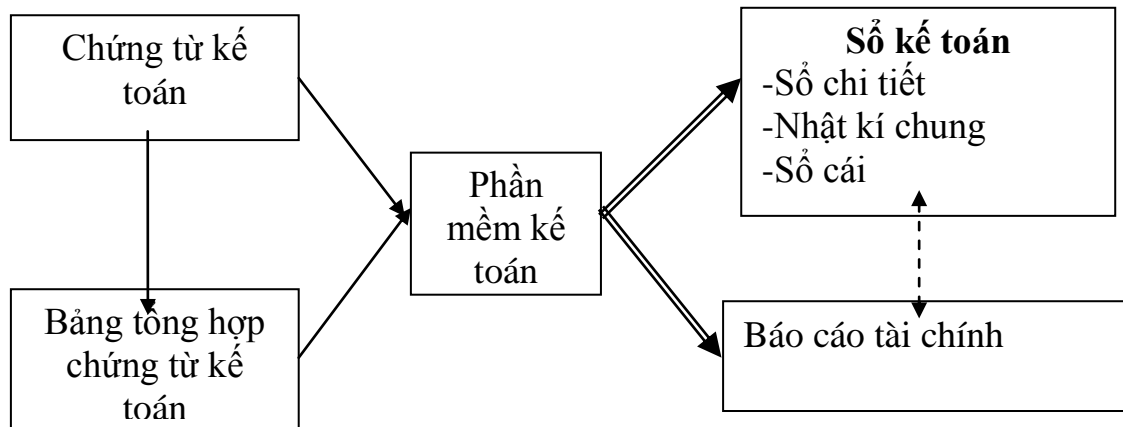 Chứng từ kế
toán
Sổ kế toán
-Sổ chi tiết
-Nhật kí chung
-Sổ cái
Phần
mềm kế
toán
Bảng tổng hợp
chứng từ kế
toán
Báo cáo tài chính